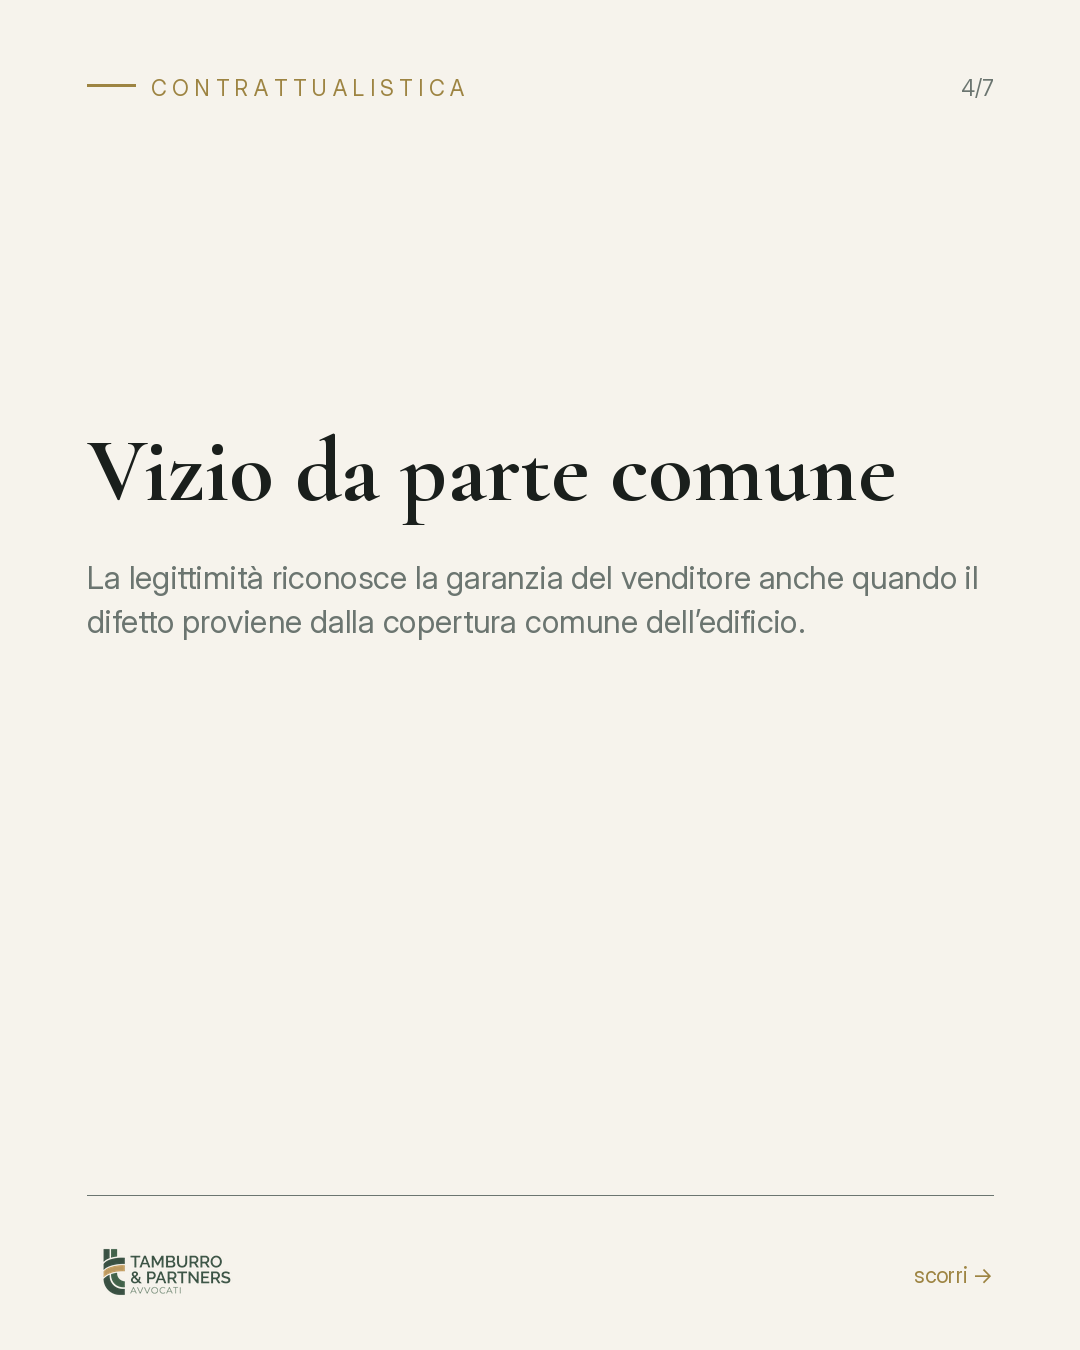 CONTRATTUALISTICA
4/7
Vizio da parte comune
La legittimità riconosce la garanzia del venditore anche quando il
difetto proviene dalla copertura comune dell’edificio.
TAMBURRO
& PARTNERS
AVVOCATI
scorri →